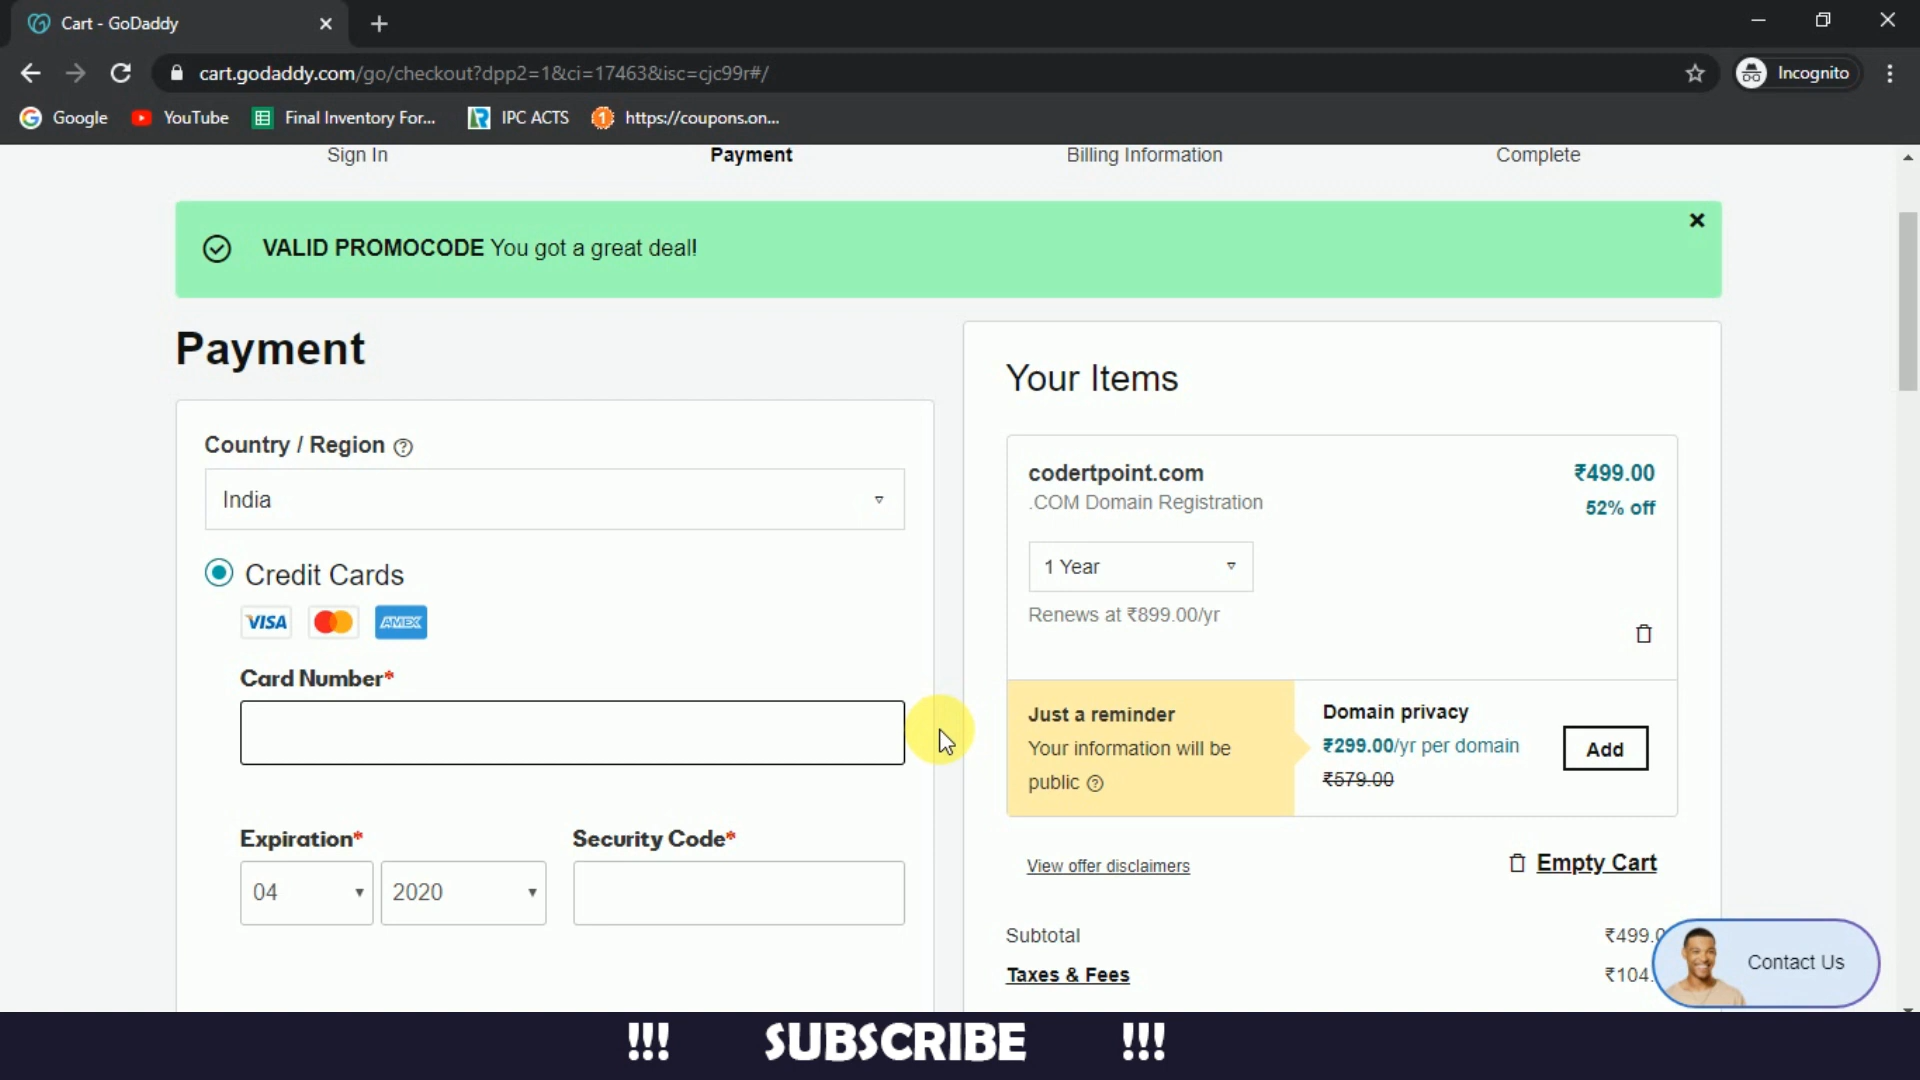 Cart - GoDaddy
cart.godaddy.com/go/checkout?dpp2=1&ci=17463&isc=cjc99r#/
Incognito
Google
YouTube
Final Inventory For...
IPC ACTS
https://coupons.on...
Sign In
Payment
Billing Information
Complete
VALID PROMOCODE You got a great deal!
Payment
Country / Region
India
Credit Cards
VISA
AMEX
Card Number*
Expiration*
Security Code*
04
2020
Your Items
codertpoint.com
₹499.00
.COM Domain Registration
52% off
1 Year
Renews at ₹899.00/yr
Just a reminder
Your information will be
public
Domain privacy
₹299.00/yr per domain
₹579.00
Add
View offer disclaimers
Empty Cart
Subtotal
₹499.0
Taxes & Fees
₹104.
Contact Us
!!! SUBSCRIBE !!!